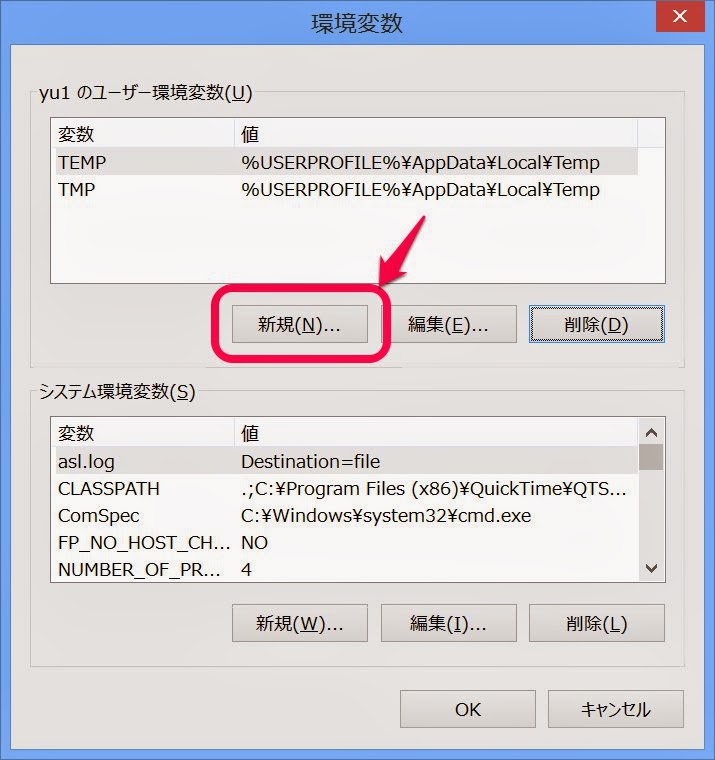 環境変数
yu1 のユーザー環境変数(U)
変数 値
TEMP %USERPROFILE%¥AppData¥Local¥Temp
TMP %USERPROFILE%¥AppData¥Local¥Temp
新規(N)... 編集(E)... 削除(D)
システム環境変数(S)
変数 値
asl.log Destination=file
CLASSPATH .;C:¥Program Files (x86)¥QuickTime¥QTS...
ComSpec C:¥Windows¥system32¥cmd.exe
FP_NO_HOST_CH... NO
NUMBER_OF_PR... 4
新規(W)... 編集(I)... 削除(L)
OK キャンセル